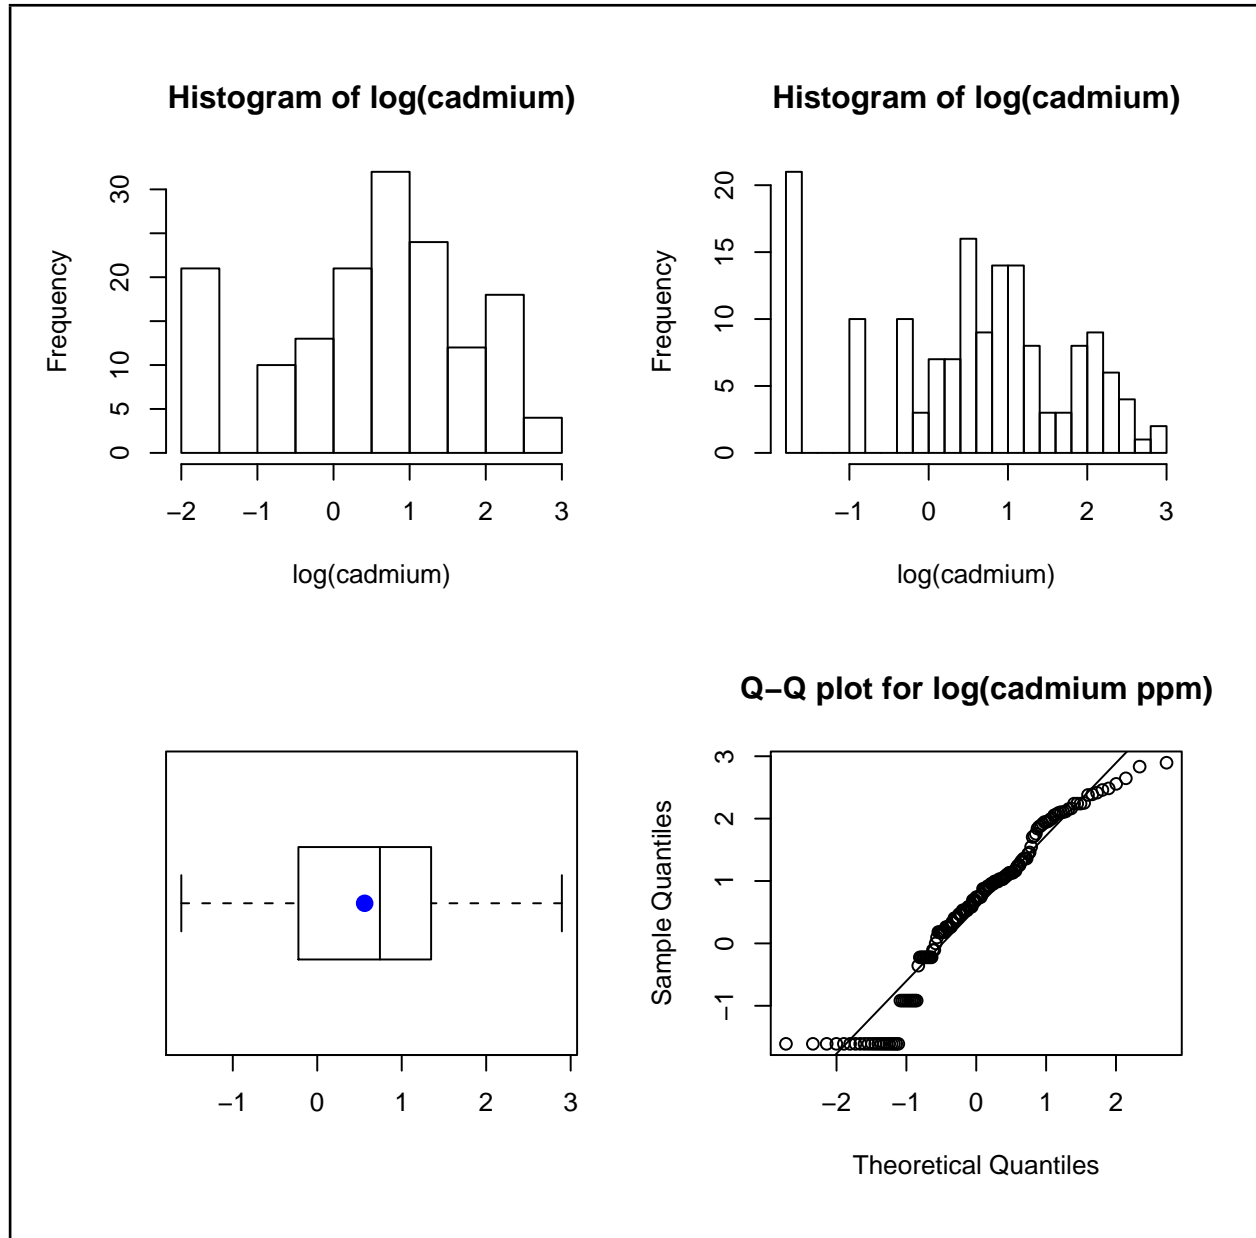 Histogram of log(cadmium)
Frequency
0
5
10
20
30
−2 −1 0 1 2 3
log(cadmium)
Histogram of log(cadmium)
Frequency
0
5
10
15
20
−1 0 1 2 3
log(cadmium)
−1 0 1 2 3
Q−Q plot for log(cadmium ppm)
Sample Quantiles
−1
0
1
2
3
−2 −1 0 1 2
Theoretical Quantiles